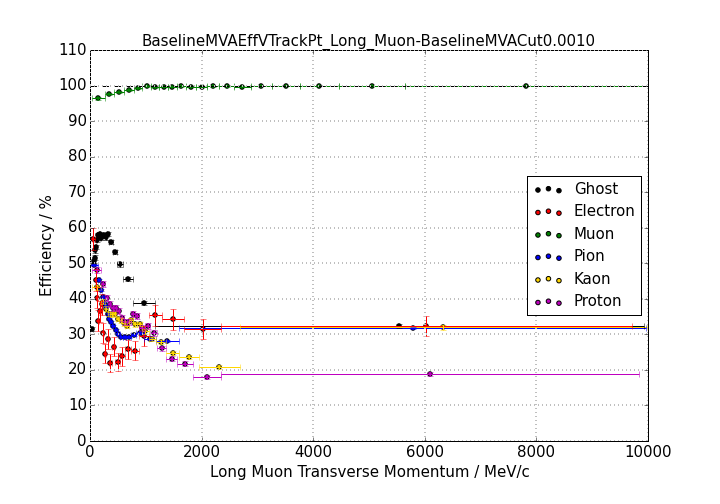 BaselineMVAEffVTrackPt_Long_Muon-BaselineMVACut0.0010
110
100
90
80
70
60
50
40
30
20
10
0
Efficiency / %
Ghost
Electron
Muon
Pion
Kaon
Proton
0 2000 4000 6000 8000 10000
Long Muon Transverse Momentum / MeV/c